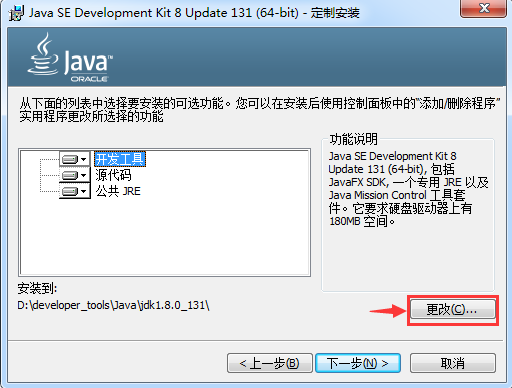 Java SE Development Kit 8 Update 131 (64-bit) - 定制安装
Java
ORACLE
从下面的列表中选择要安装的可选功能。您可以在安装后使用控制面板中的"添加/删除程序"
实用程序更改所选择的功能
开发工具
源代码
公共 JRE
功能说明
Java SE Development Kit 8
Update 131 (64-bit), 包括
JavaFX SDK, 一个专用 JRE 以及
Java Mission Control 工具套
件。它要求硬盘驱动器上有
180MB 空间。
安装到:
D:\developer_tools\Java\jdk1.8.0_131\
更改(C)...
< 上一步(B)
下一步(N) >
取消